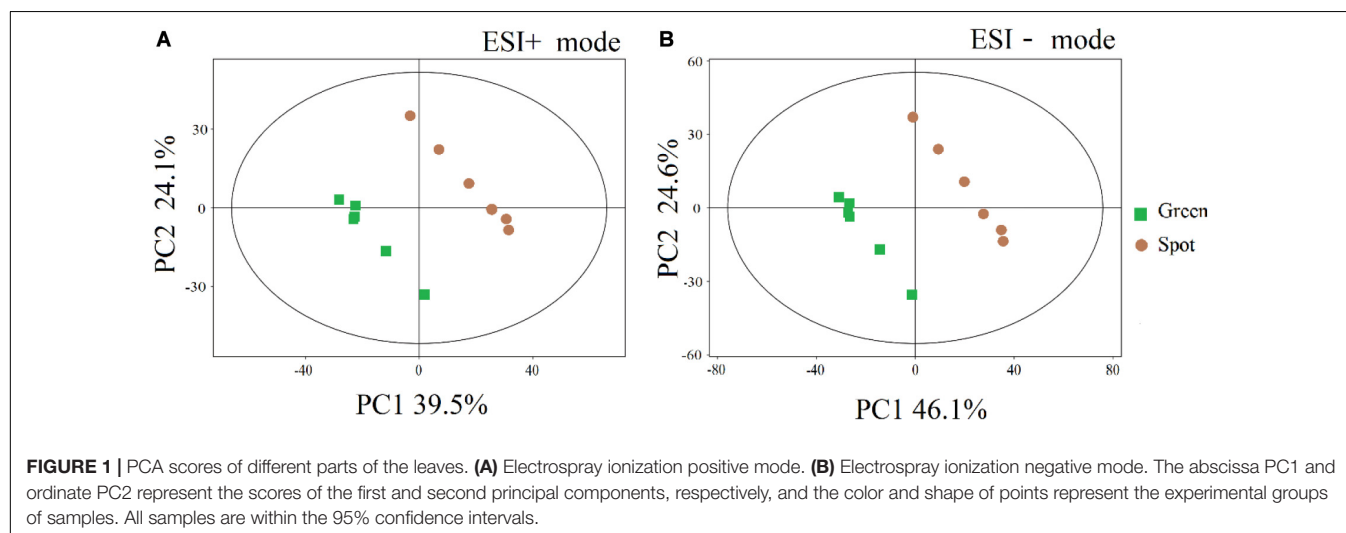 A
ESI+ mode
PC2 24.1%
30
0
-30
-40
0
40
PC1 39.5%
B
ESI - mode
PC2 24.6%
60
30
0
-30
-60
-80
-40
0
40
80
PC1 46.1%
Green
Spot
FIGURE 1 | PCA scores of different parts of the leaves. (A) Electrospray ionization positive mode. (B) Electrospray ionization negative mode. The abscissa PC1 and
ordinate PC2 represent the scores of the first and second principal components, respectively, and the color and shape of points represent the experimental groups
of samples. All samples are within the 95% confidence intervals.